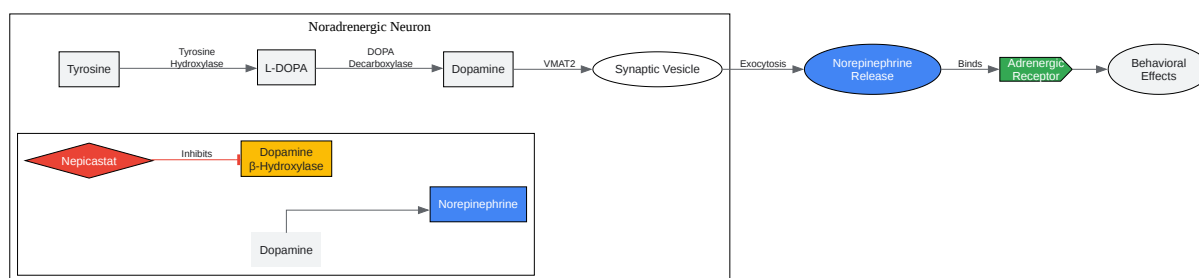 Noradrenergic Neuron
Tyrosine
Tyrosine
Hydroxylase
L-DOPA
DOPA
Decarboxylase
Dopamine
VMAT2
Synaptic Vesicle
Exocytosis
Norepinephrine
Release
Binds
Adrenergic
Receptor
Behavioral
Effects
Nepicastat
Inhibits
Dopamine
β-Hydroxylase
Norepinephrine
Dopamine